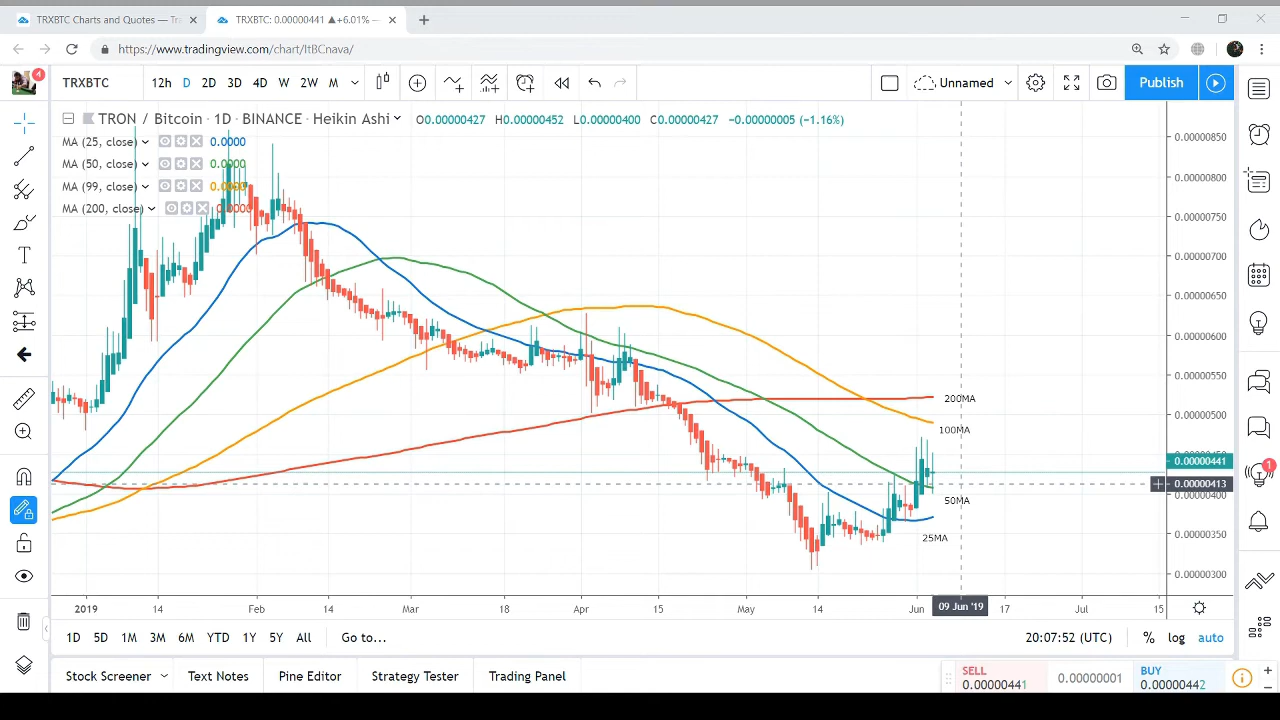 TRXBTC Charts and Quotes — Tr
TRXBTC: 0.00000441 ▲+6.01% —
https://www.tradingview.com/chart/ItBCnava/
4
TRXBTC
12h D 2D 3D 4D W 2W M
Unnamed
Publish
TRON / Bitcoin · 1D · BINANCE · Heikin Ashi
O0.00000427 H0.00000452 L0.00000400 C0.00000427 −0.00000005 (−1.16%)
MA (25, close) 0.0000
MA (50, close) 0.0000
MA (99, close) 0.0000
MA (200, close) 0.0000
0.00000850
0.00000800
0.00000750
0.00000700
0.00000650
0.00000600
0.00000550
0.00000500
0.00000441
0.00000413
0.00000400
0.00000350
0.00000300
200MA
100MA
50MA
25MA
1
2019 14 Feb 14 Mar 18 Apr 15 May 14 Jun 09 Jun '19 17 Jul 15
1D 5D 1M 3M 6M YTD 1Y 5Y All Go to...
20:07:52 (UTC) % log auto
Stock Screener Text Notes Pine Editor Strategy Tester Trading Panel
SELL
0.00000441
0.00000001
BUY
0.00000442